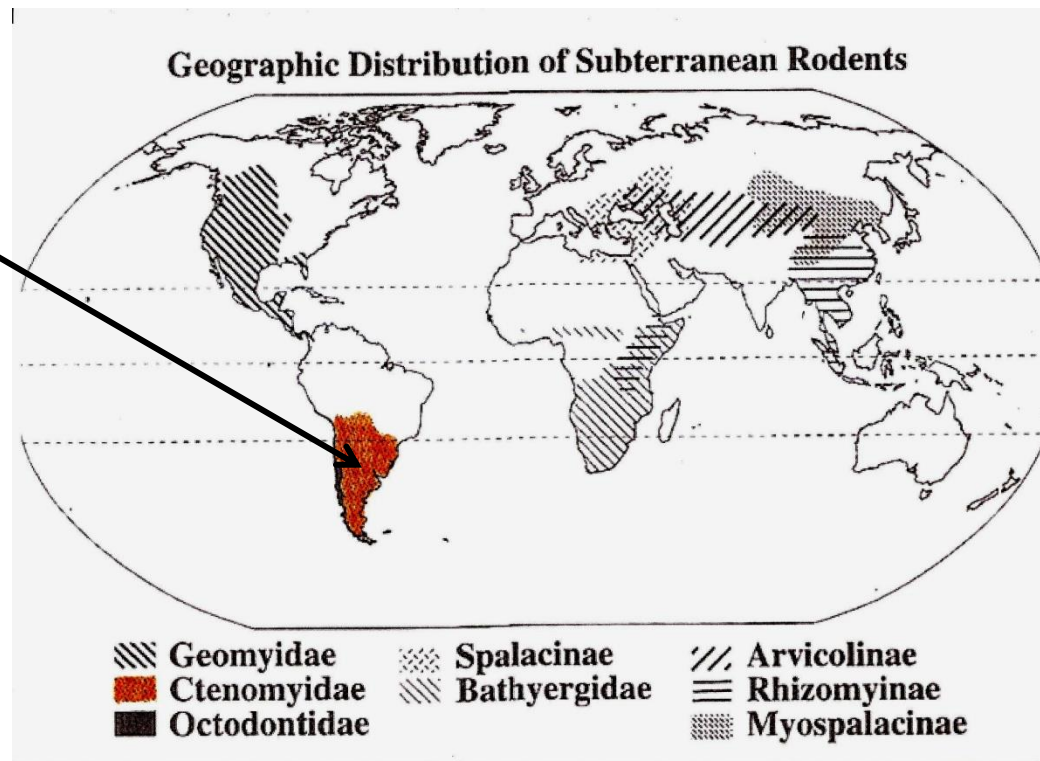 Geographic Distribution of Subterranean Rodents
Geomyidae
Ctenomyidae
Octodontidae
Spalacinae
Bathyergidae
Arvicolinae
Rhizomyinae
Myospalacinae